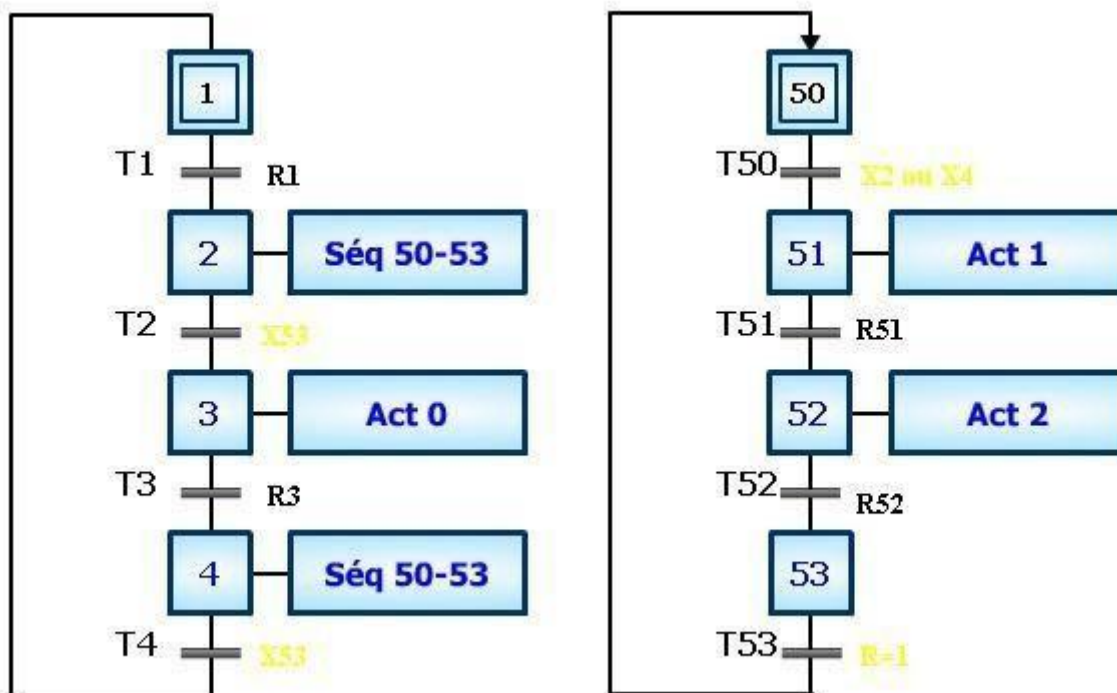 1
T1
R1
2
Séq 50-53
T2
X53
3
Act 0
T3
R3
4
Séq 50-53
T4
X53
50
T50
X2 ou X4
51
Act 1
T51
R51
52
Act 2
T52
R52
53
T53
R=1